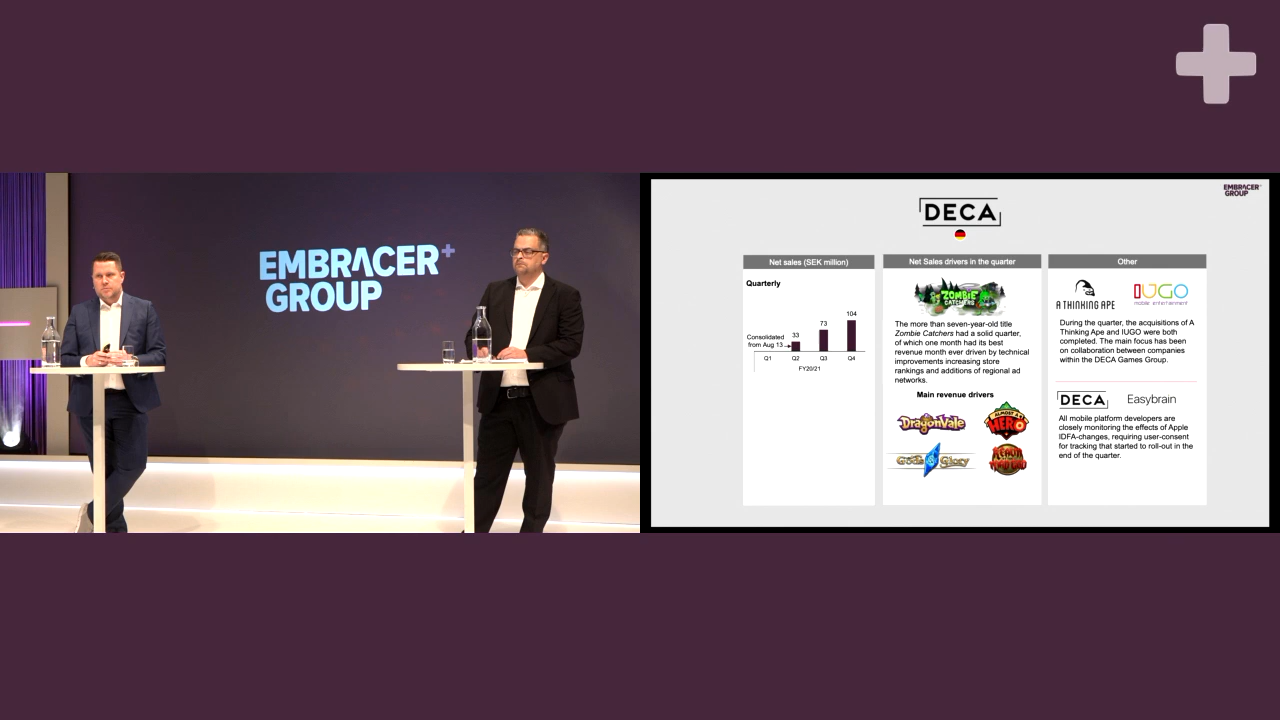 EMBRACER+
GROUP
EMBRACER+
GROUP
DECA
Net sales (SEK million)
Quarterly
104
73
33
Consolidated
from Aug 13
Q1 Q2 Q3 Q4
FY20/21
Net Sales drivers in the quarter
ZOMBIE
CATCHERS
The more than seven-year-old title
Zombie Catchers had a solid quarter,
of which one month had its best
revenue month ever driven by technical
improvements increasing store
rankings and additions of regional ad
networks.
Main revenue drivers
DRAGONVALE
ALMOST A
HERO
Gods & Glory
REALM
OF THE
MAD GOD
Other
A THINKING APE
IUGO
mobile entertainment
During the quarter, the acquisitions of A
Thinking Ape and IUGO were both
completed. The main focus has been
on collaboration between companies
within the DECA Games Group.
DECA
Easybrain
All mobile platform developers are
closely monitoring the effects of Apple
IDFA-changes, requiring user-consent
for tracking that started to roll-out in the
end of the quarter.